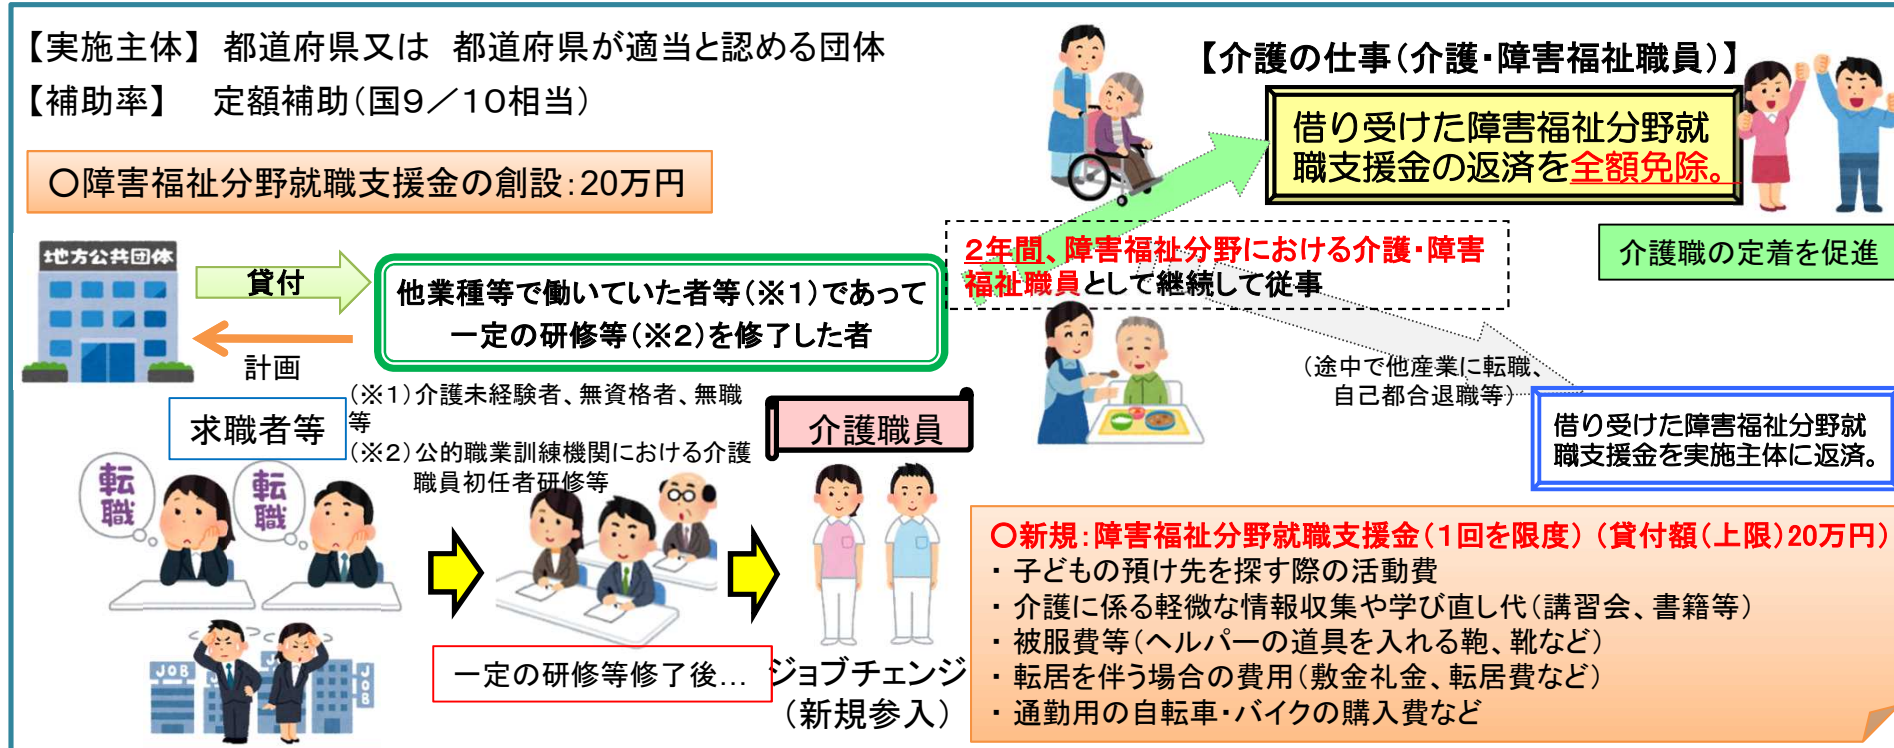 【実施主体】 都道府県又は 都道府県が適当と認める団体
【補助率】 定額補助(国9／10相当)
○障害福祉分野就職支援金の創設:20万円
地方公共団体
貸付
計画
他業種等で働いていた者等(※1)であって
一定の研修等(※2)を修了した者
(※1)介護未経験者、無資格者、無職
等
(※2)公的職業訓練機関における介護
職員初任者研修等
求職者等
転職
転職
JOB
JOB
JOB
一定の研修等修了後…
介護職員
ジョブチェンジ
(新規参入)
【介護の仕事(介護・障害福祉職員)】
借り受けた障害福祉分野就
職支援金の返済を全額免除。
介護職の定着を促進
2年間、障害福祉分野における介護・障害
福祉職員として継続して従事
(途中で他産業に転職、
自己都合退職等)
借り受けた障害福祉分野就
職支援金を実施主体に返済。
○新規:障害福祉分野就職支援金(1回を限度) (貸付額(上限)20万円)
・ 子どもの預け先を探す際の活動費
・ 介護に係る軽微な情報収集や学び直し代(講習会、書籍等)
・ 被服費等(ヘルパーの道具を入れる鞄、靴など)
・ 転居を伴う場合の費用(敷金礼金、転居費など)
・ 通勤用の自転車・バイクの購入費など